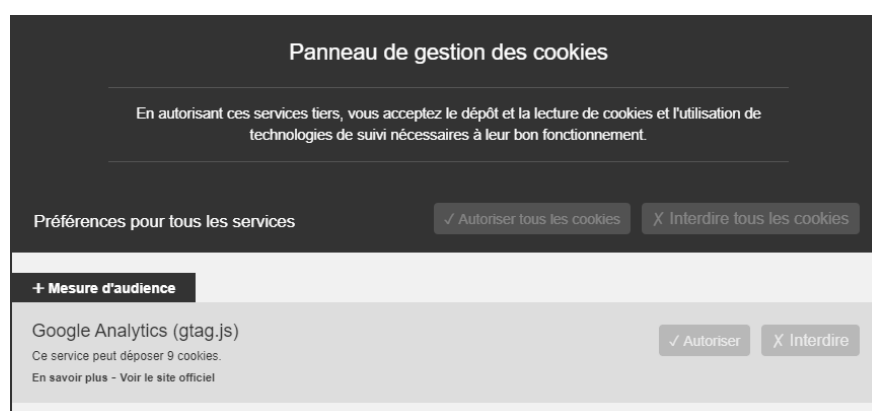 Panneau de gestion des cookies
En autorisant ces services tiers, vous acceptez le dépôt et la lecture de cookies et l'utilisation de
technologies de suivi nécessaires à leur bon fonctionnement.
Préférences pour tous les services
✓ Autoriser tous les cookies
✗ Interdire tous les cookies
+ Mesure d'audience
Google Analytics (gtag.js)
Ce service peut déposer 9 cookies.
En savoir plus - Voir le site officiel
✓ Autoriser
✗ Interdire